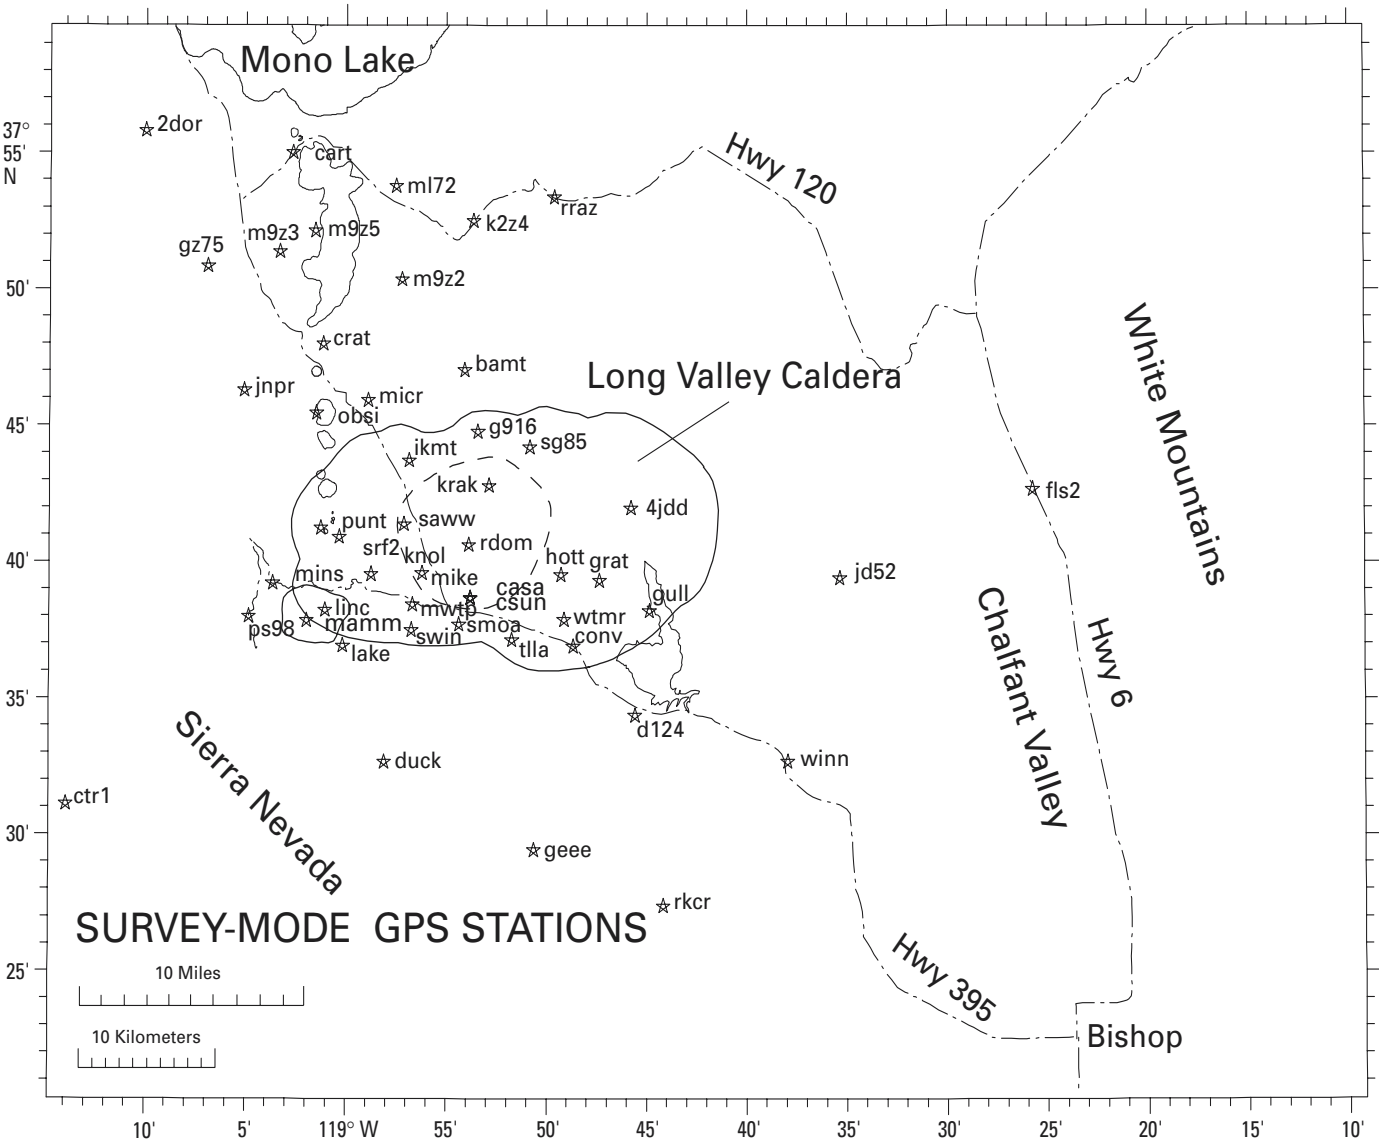 Mono Lake
2dor
37°
55'
N
cart
Hwy 120
ml72
rraz
k2z4
m9z3
m9z5
gz75
m9z2
50'
White Mountains
crat
bamt
Long Valley Caldera
jnpr
micr
obsi
45'
g916
sg85
ikmt
krak
fls2
4jdd
punt
saww
srf2
rdom
knol
hott
grat
40'
mins
mike
casa
jd52
csun
gull
linc
mwtp
ps98
mamm
smoa
wtmr
swin
conv
lake
tlla
Chalfant Valley
Hwy 6
35'
d124
Sierra Nevada
duck
winn
ctr1
30'
geee
rkcr
SURVEY-MODE GPS STATIONS
Hwy 395
25'
10 Miles
10 Kilometers
Bishop
10'
5'
119° W
55'
50'
40'
40'
35'
30'
25'
20'
15'
10'